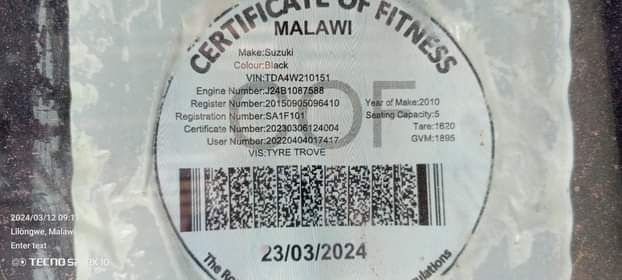 CERTIFICATE OF FITNESS
MALAWI
Make:Suzuki
Colour:Black
VIN:TDA4W210151
Engine Number:J24B1087588
Register Number:20150905096410
Year of Make:2010
Registration Number:SA1F101
Seating Capacity:5
Certificate Number:20230306124004
Tare:1620
User Number:20220404017417
GVM:1895
VIS:TYRE TROVE
COF
23/03/2024
The
2024/03/12 09:1
Lilongwe, Malawi
Enter text
TECNO SPARK 10